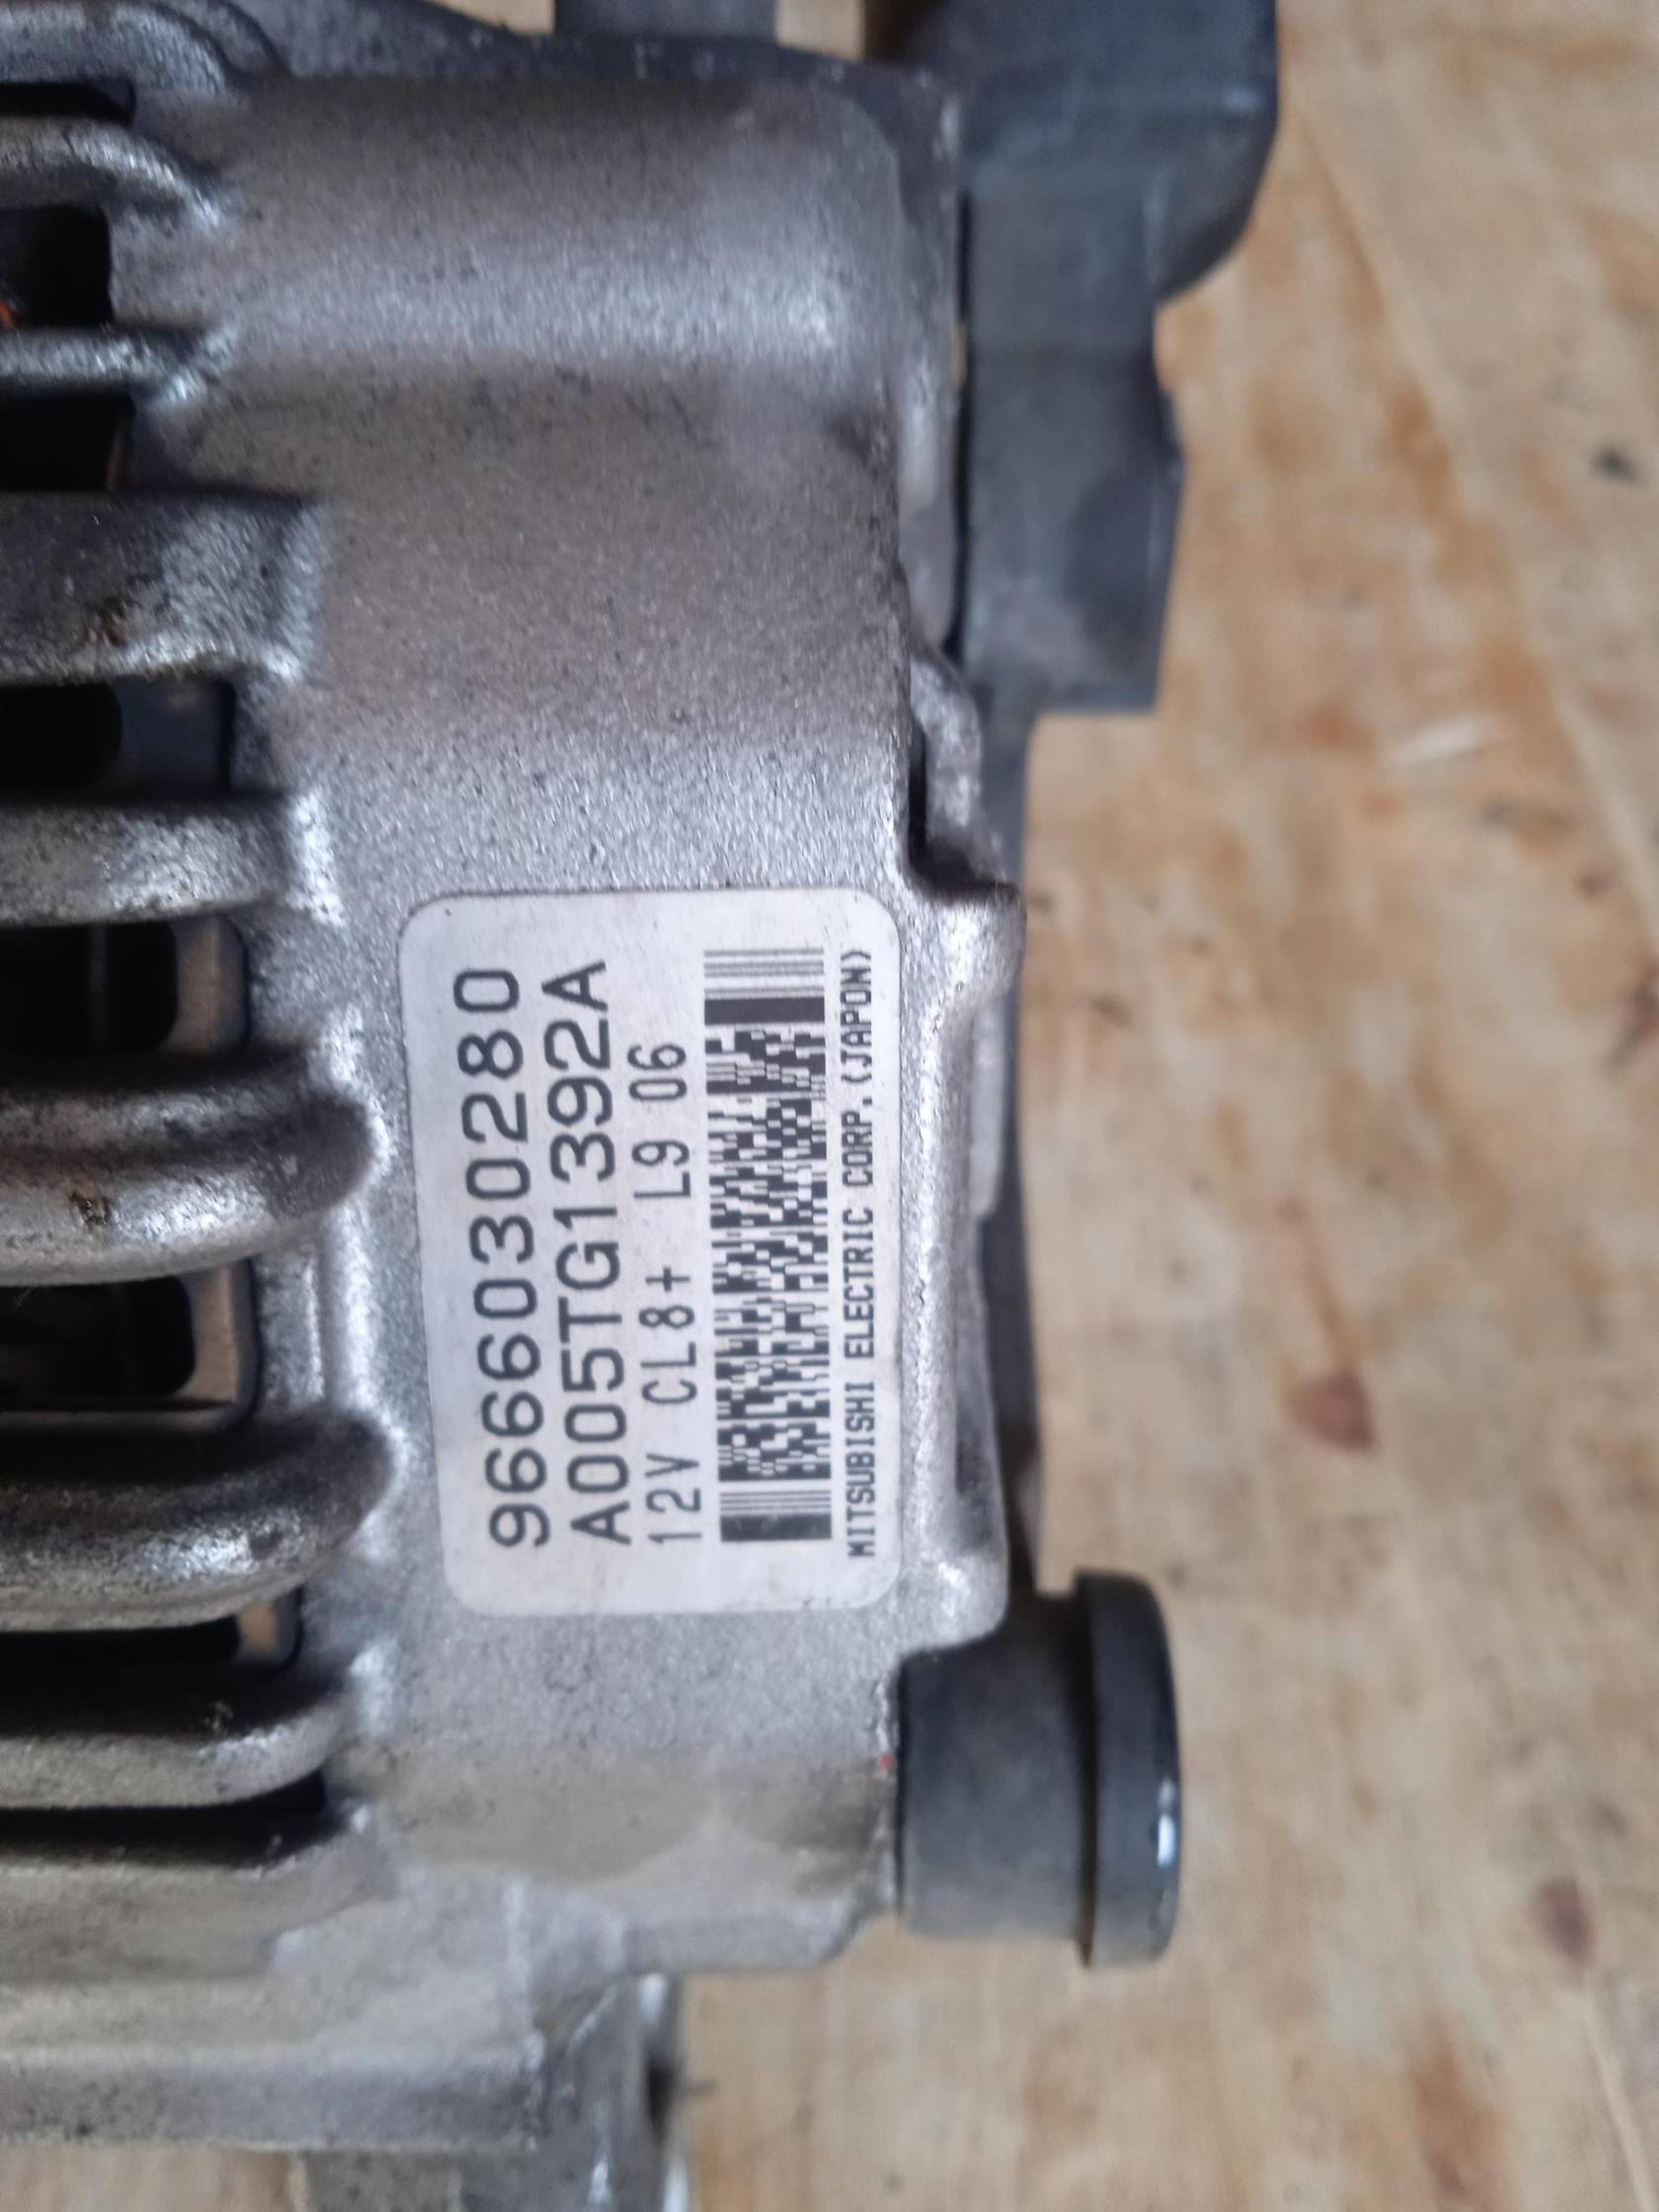 9666030280
A005TG1392A
12V CL8+ L9 06
MITSUBISHI ELECTRIC CORP. (JAPON)